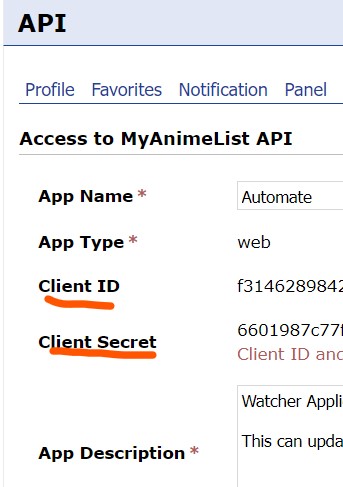 API
Profile Favorites Notification Panel
Access to MyAnimeList API
App Name * Automate
App Type * web
Client ID f3146289842
Client Secret 6601987c77f
Client ID and
Watcher Appli
This can upda
App Description *